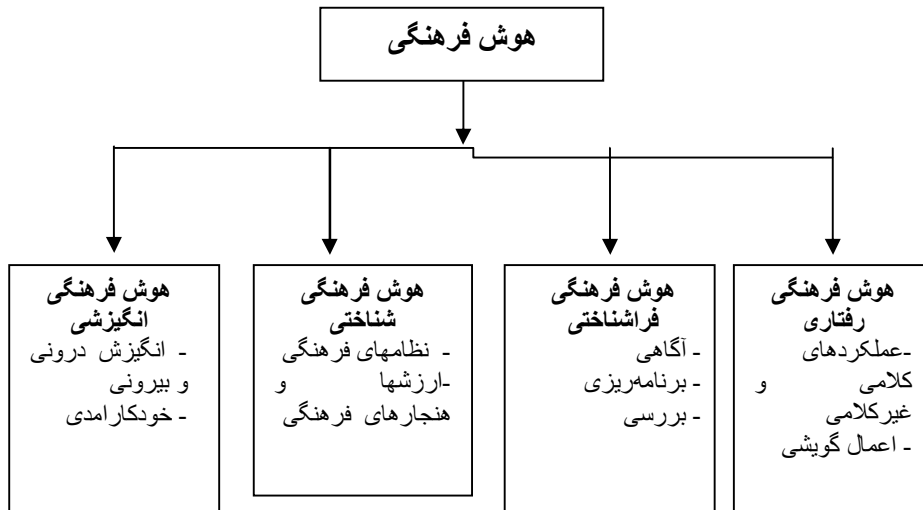 هوش فرهنگی
هوش فرهنگی
رفتاری
-عملکردهای
کلامی و
غیرکلامی
- اعمال گویشی
هوش فرهنگی
فراشناختی
- آگاهی
- برنامه‌ریزی
- بررسی
هوش فرهنگی
شناختی
- نظامهای فرهنگی
-ارزشها و
هنجارهای فرهنگی
هوش فرهنگی
انگیزشی
- انگیزش درونی
و بیرونی
- خودکارامدی